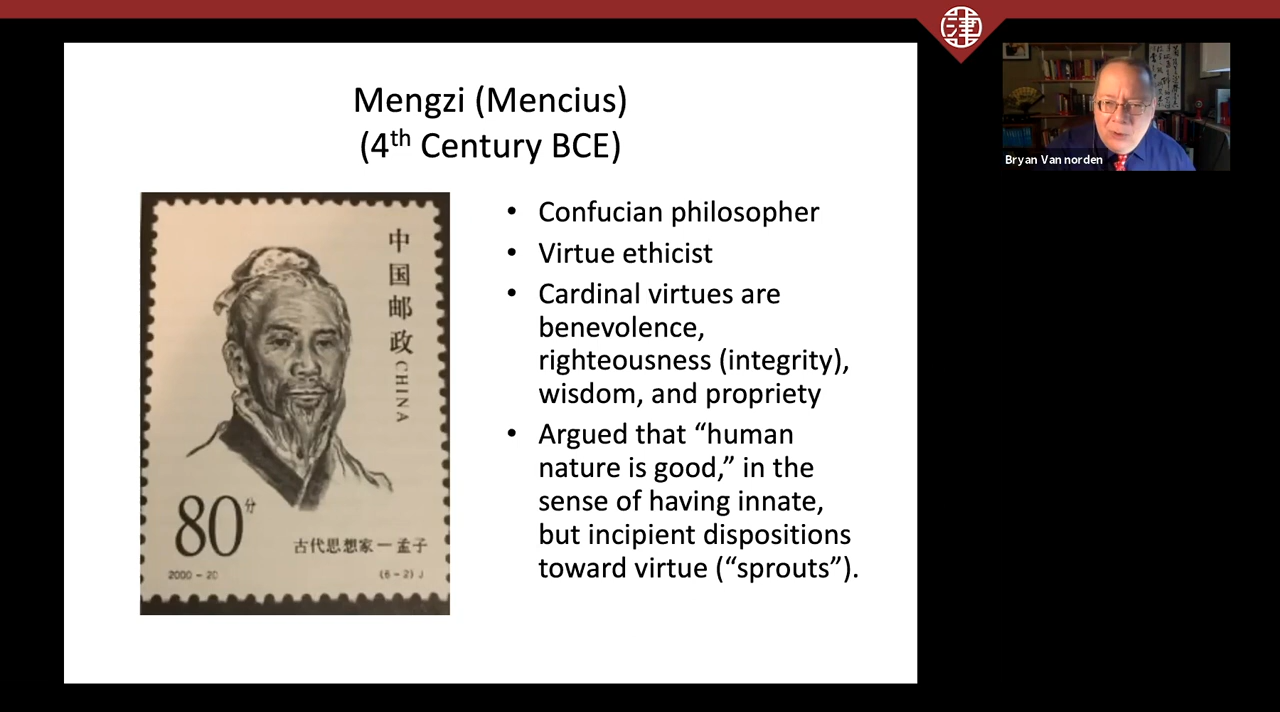 Mengzi (Mencius)
(4th Century BCE)
中国邮政 CHINA
80分
古代思想家—孟子
2000-20
(6-2) J
• Confucian philosopher
• Virtue ethicist
• Cardinal virtues are
benevolence,
righteousness (integrity),
wisdom, and propriety
• Argued that “human
nature is good,” in the
sense of having innate,
but incipient dispositions
toward virtue (“sprouts”).
Bryan Van norden